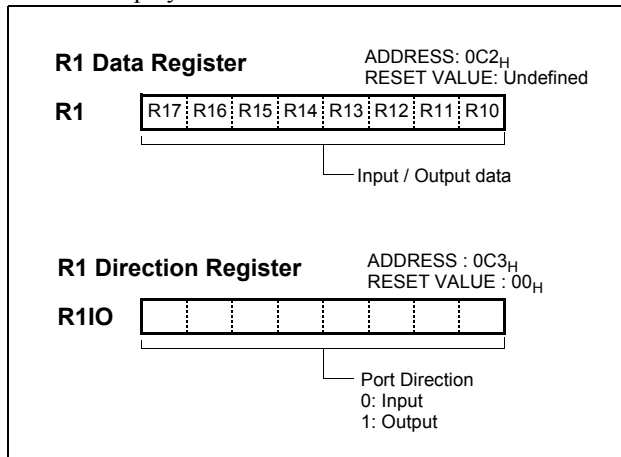 R1 Data Register
ADDRESS: 0C2H
RESET VALUE: Undefined
R1
R17 R16 R15 R14 R13 R12 R11 R10
Input / Output data
R1 Direction Register
ADDRESS : 0C3H
RESET VALUE : 00H
R1IO
Port Direction
0: Input
1: Output